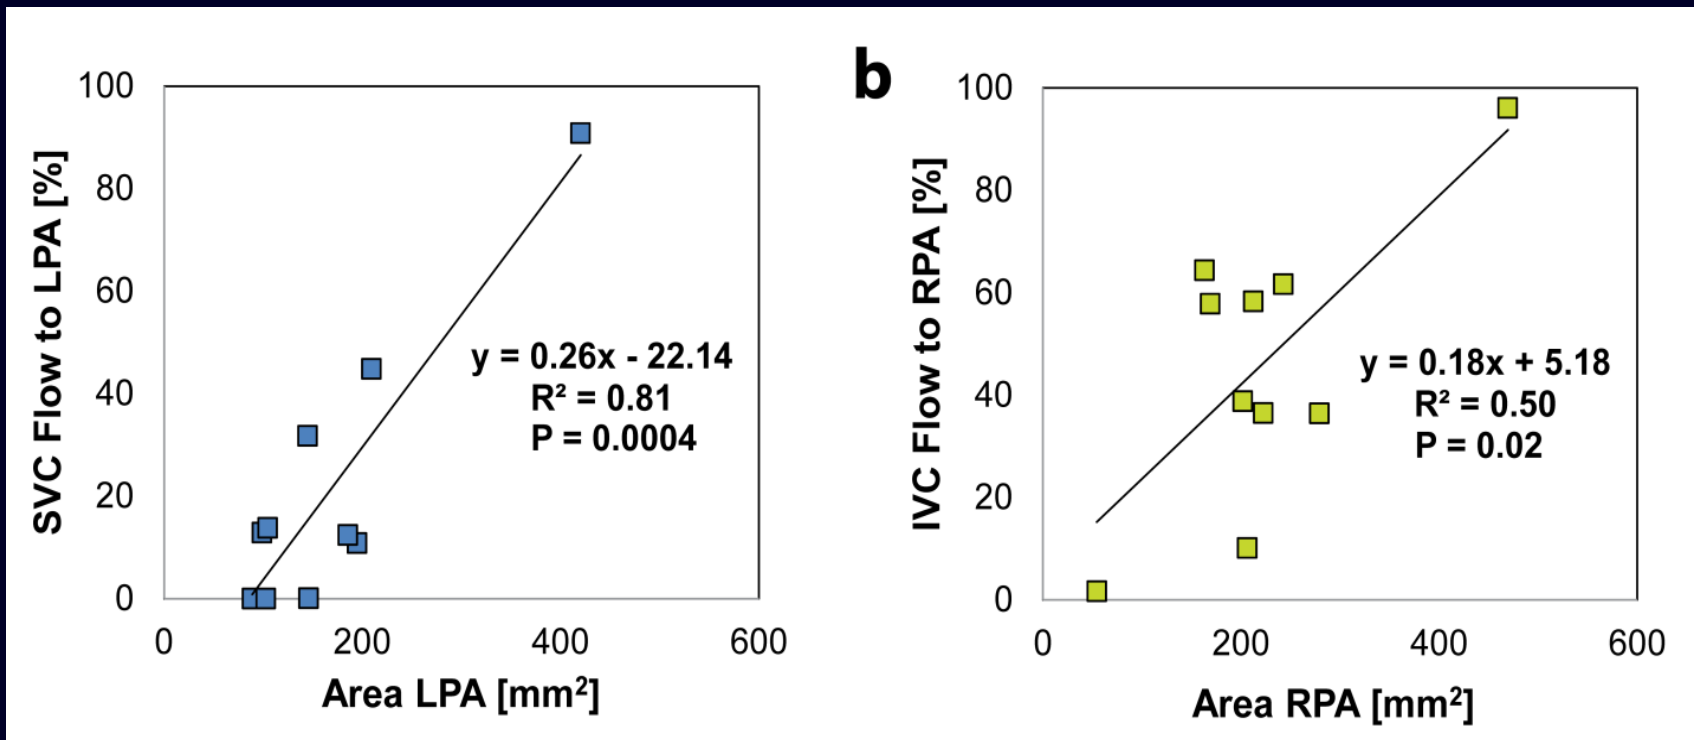 100
80
60
40
20
0
0 200 400 600
SVC Flow to LPA [%]
Area LPA [mm²]
y = 0.26x - 22.14
R² = 0.81
P = 0.0004
b
100
80
60
40
20
0
0 200 400 600
IVC Flow to RPA [%]
Area RPA [mm²]
y = 0.18x + 5.18
R² = 0.50
P = 0.02